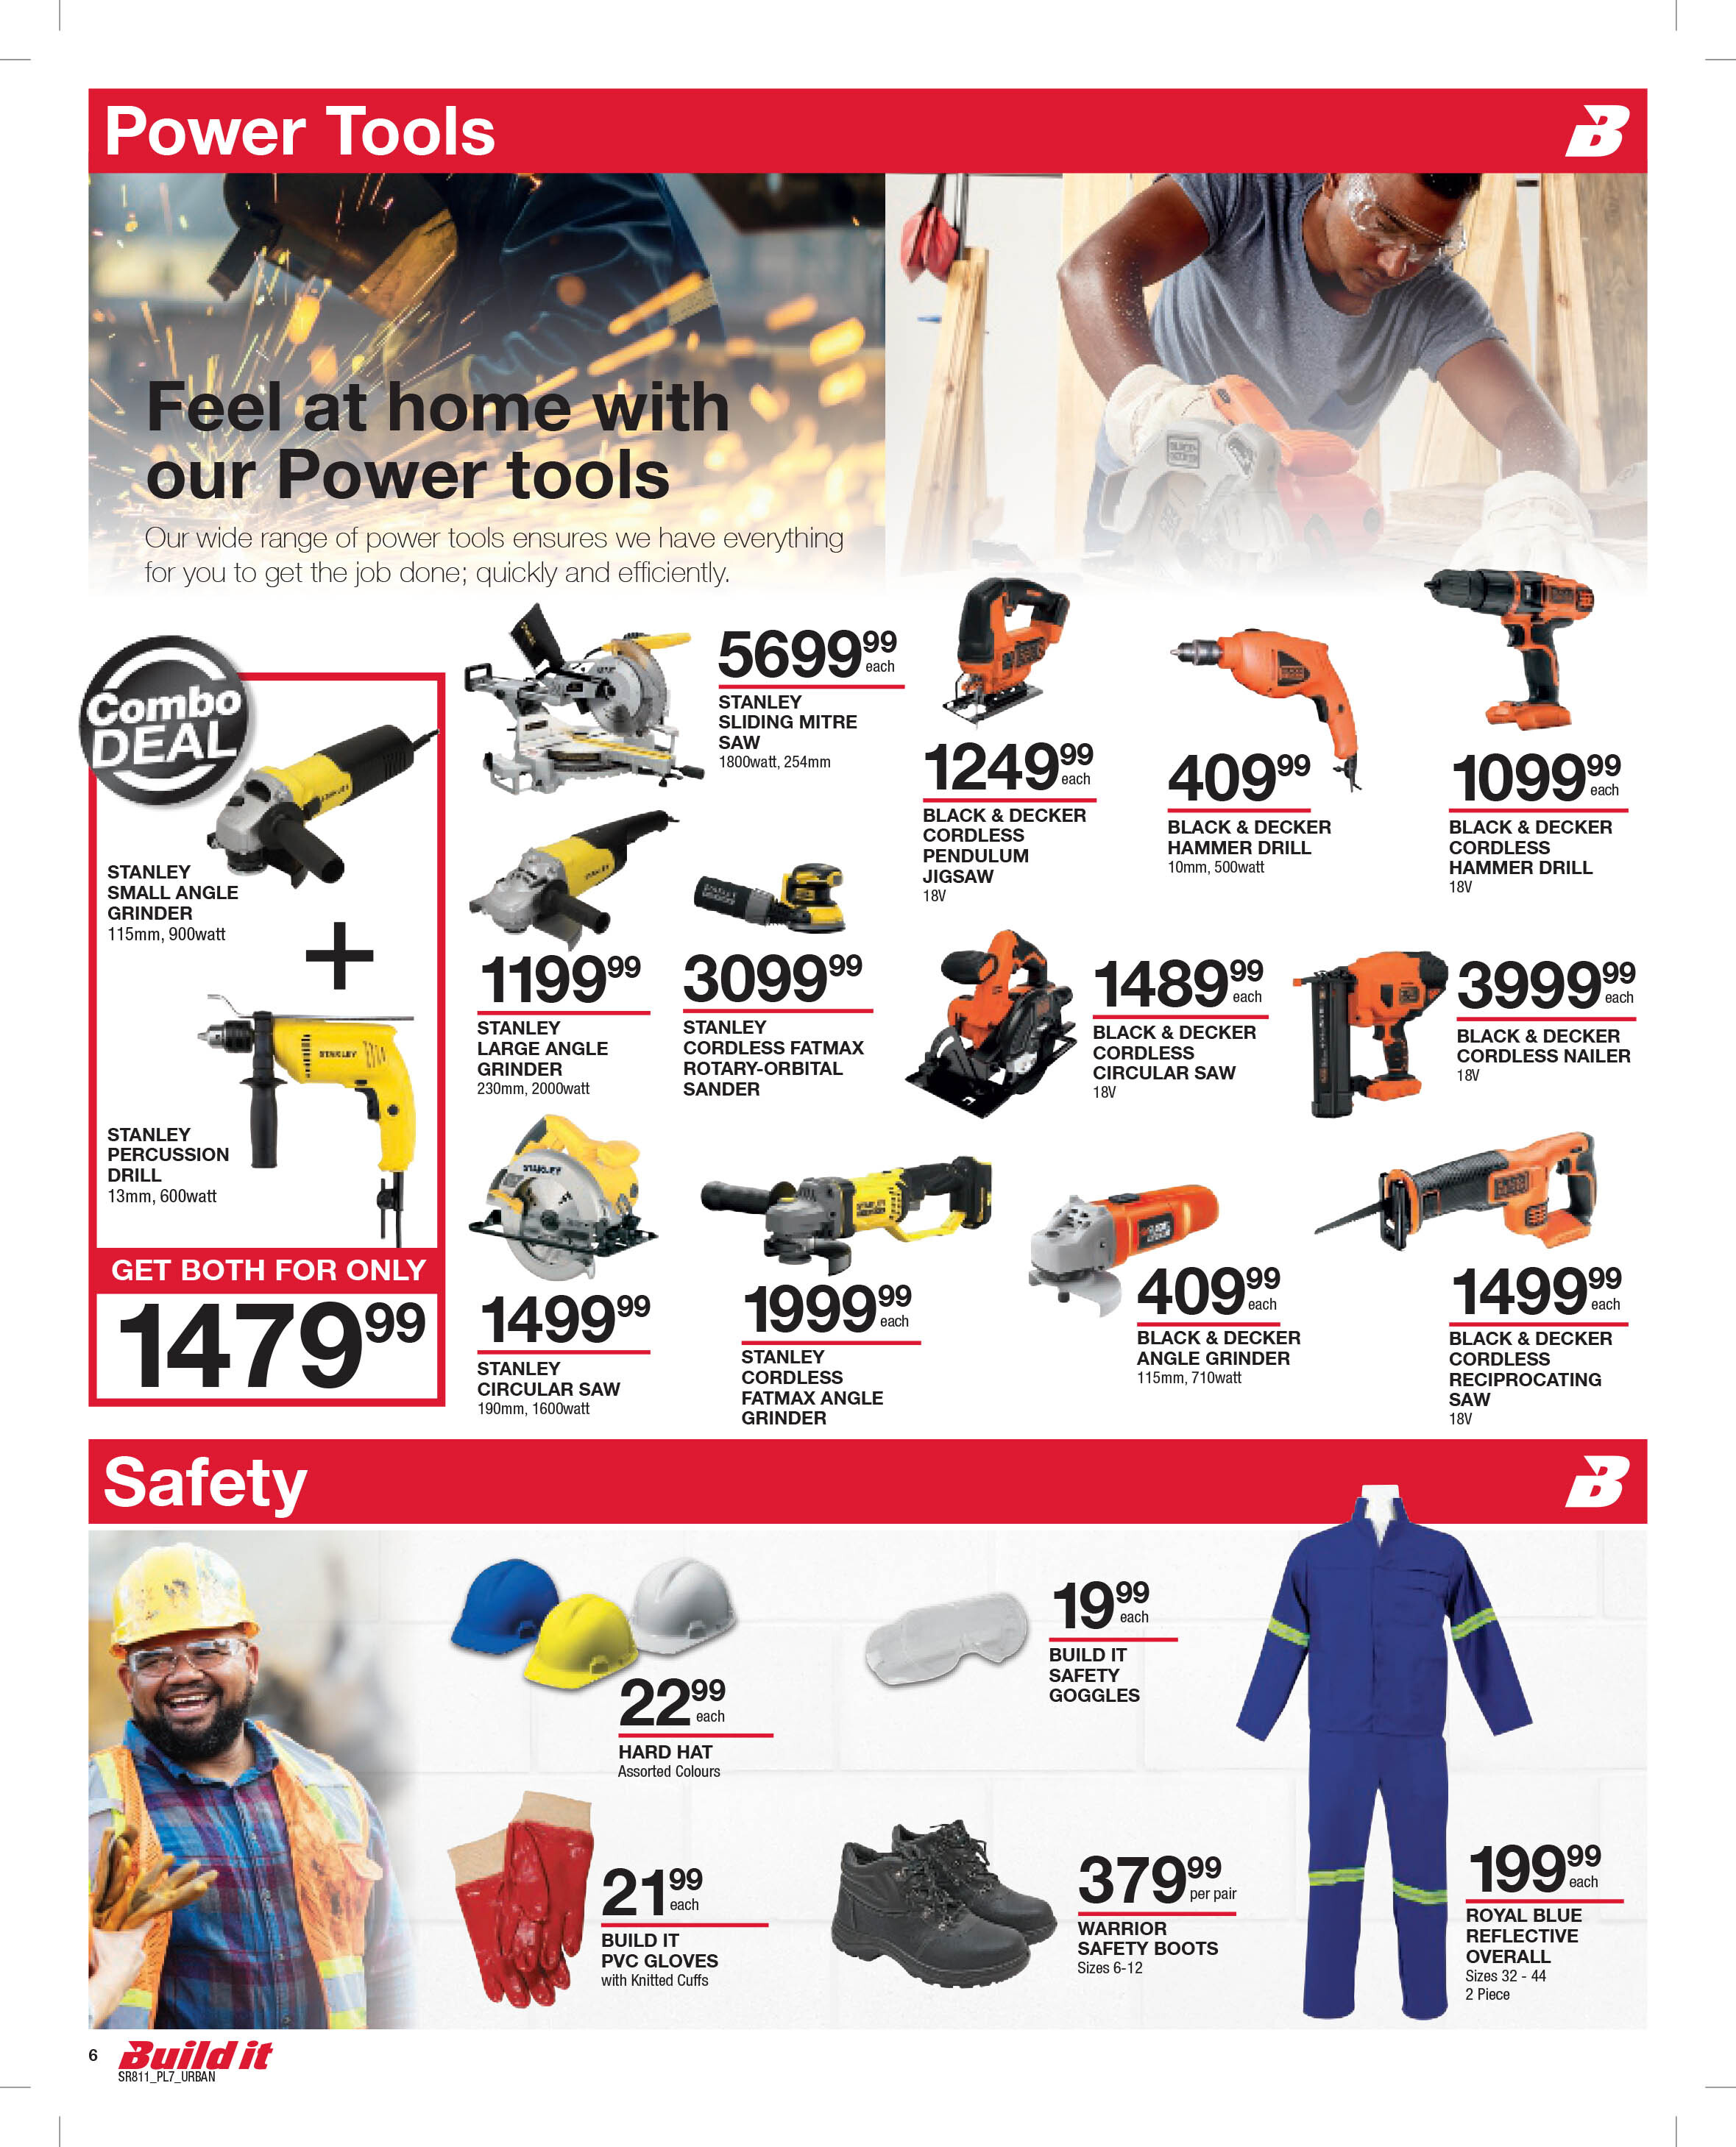 Power Tools
B
Feel at home with
our Power tools
Our wide range of power tools ensures we have everything
for you to get the job done; quickly and efficiently.
Combo
DEAL
STANLEY
SMALL ANGLE
GRINDER
115mm, 900watt
+
STANLEY
PERCUSSION
DRILL
13mm, 600watt
GET BOTH FOR ONLY
1479 99
5699 99
each
STANLEY
SLIDING MITRE
SAW
1800watt, 254mm
1249 99
each
BLACK & DECKER
CORDLESS
PENDULUM
JIGSAW
18V
409 99
BLACK & DECKER
HAMMER DRILL
10mm, 500watt
1099 99
each
BLACK & DECKER
CORDLESS
HAMMER DRILL
18V
1199 99
STANLEY
LARGE ANGLE
GRINDER
230mm, 2000watt
3099 99
STANLEY
CORDLESS FATMAX
ROTARY-ORBITAL
SANDER
1489 99
each
BLACK & DECKER
CORDLESS
CIRCULAR SAW
18V
3999 99
each
BLACK & DECKER
CORDLESS NAILER
18V
1499 99
STANLEY
CIRCULAR SAW
190mm, 1600watt
1999 99
each
STANLEY
CORDLESS
FATMAX ANGLE
GRINDER
409 99
each
BLACK & DECKER
ANGLE GRINDER
115mm, 710watt
1499 99
each
BLACK & DECKER
CORDLESS
RECIPROCATING
SAW
18V
Safety
B
22 99
each
HARD HAT
Assorted Colours
19 99
each
BUILD IT
SAFETY
GOGGLES
21 99
each
BUILD IT
PVC GLOVES
with Knitted Cuffs
379 99
per pair
WARRIOR
SAFETY BOOTS
Sizes 6-12
199 99
each
ROYAL BLUE
REFLECTIVE
OVERALL
Sizes 32 - 44
2 Piece
6
Build it
SR811_PL7_URBAN